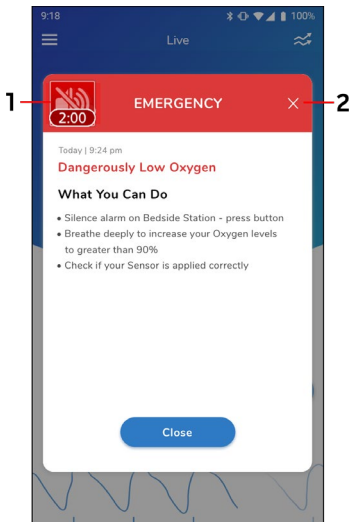 9:18
100%
Live
1
2:00
EMERGENCY
2
Today | 9:24 pm
Dangerously Low Oxygen
What You Can Do
• Silence alarm on Bedside Station - press button
• Breathe deeply to increase your Oxygen levels
to greater than 90%
• Check if your Sensor is applied correctly
Close